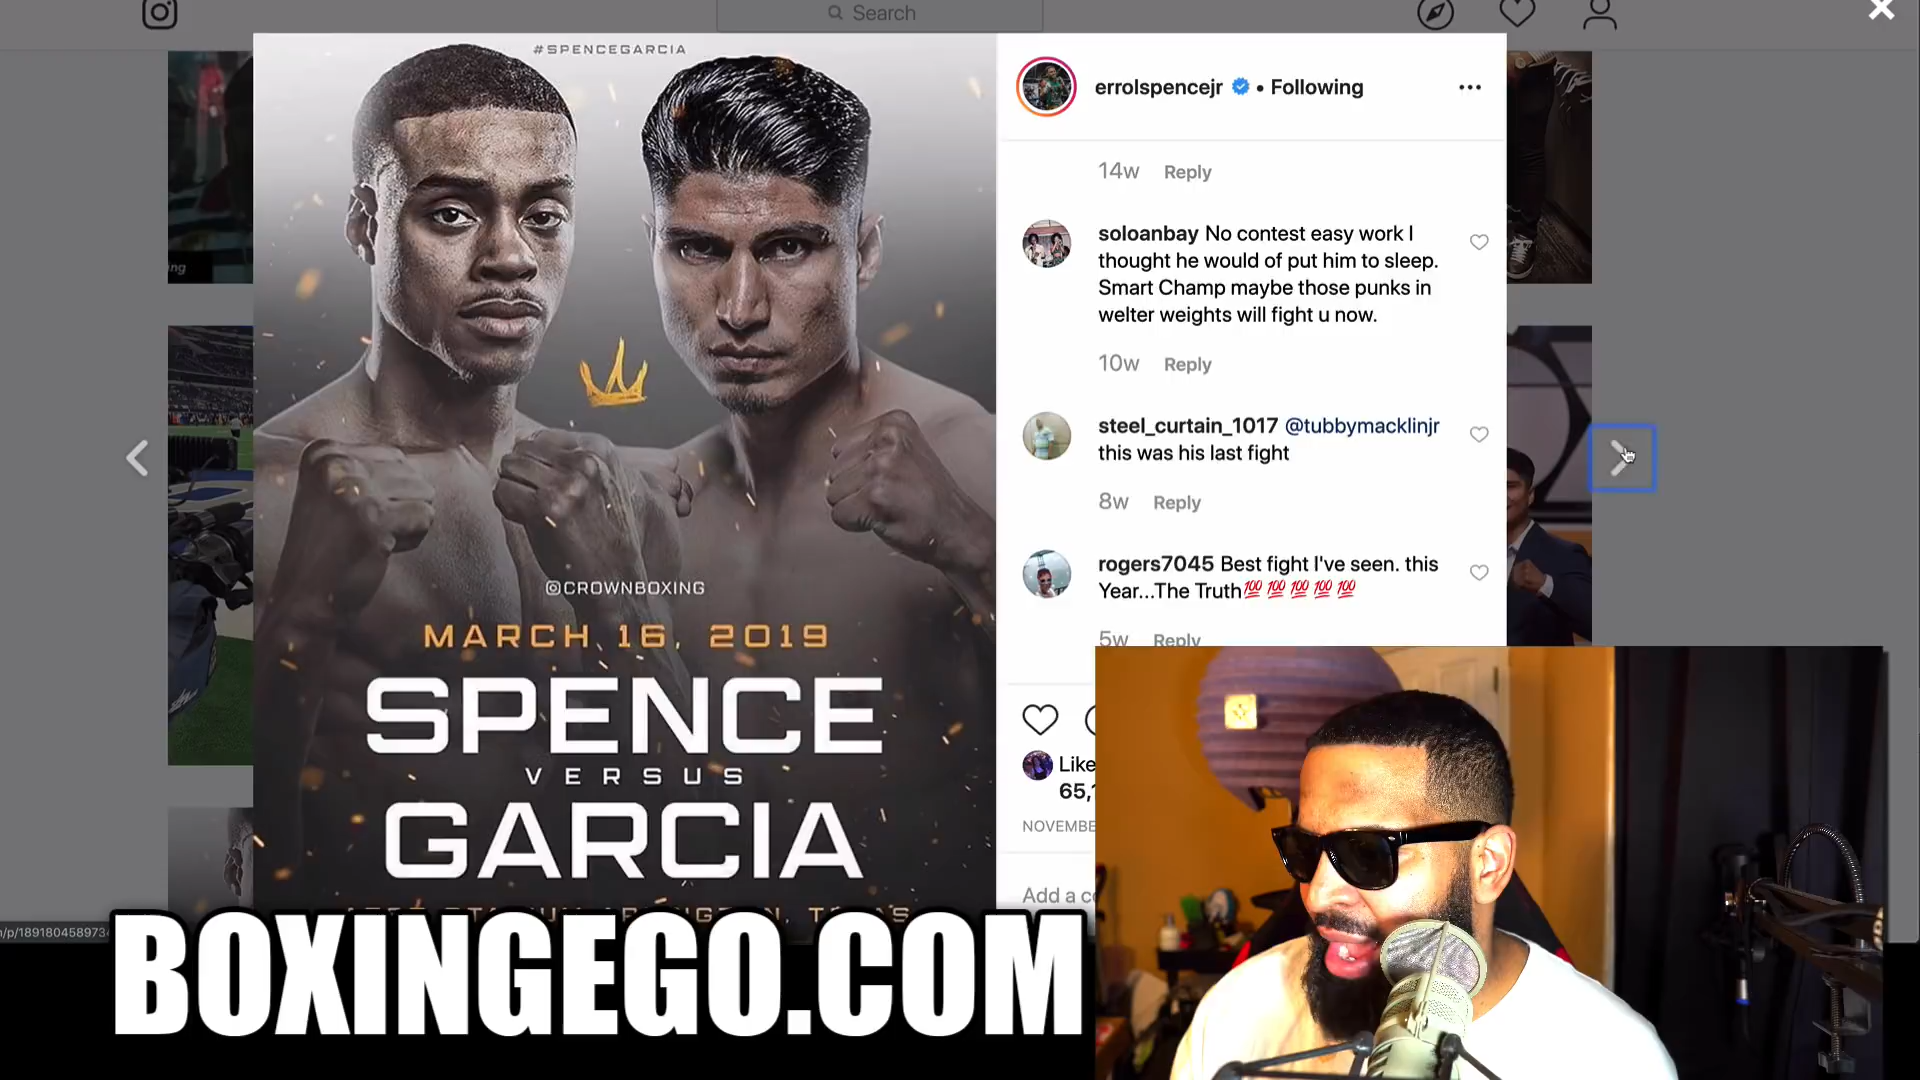 Search
#SPENCEGARCIA
errolspencejr • Following
14w Reply
soloanbay No contest easy work I
thought he would of put him to sleep.
Smart Champ maybe those punks in
welter weights will fight u now.
10w Reply
steel_curtain_1017 @tubbymacklinjr
this was his last fight
8w Reply
rogers7045 Best fight I've seen. this
Year...The Truth💯💯💯💯💯
5w Reply
@CROWNBOXING
MARCH 16, 2019
SPENCE
VERSUS
GARCIA
Like
65,
NOVEMBE
Add a co
BOXINGEGO.COM